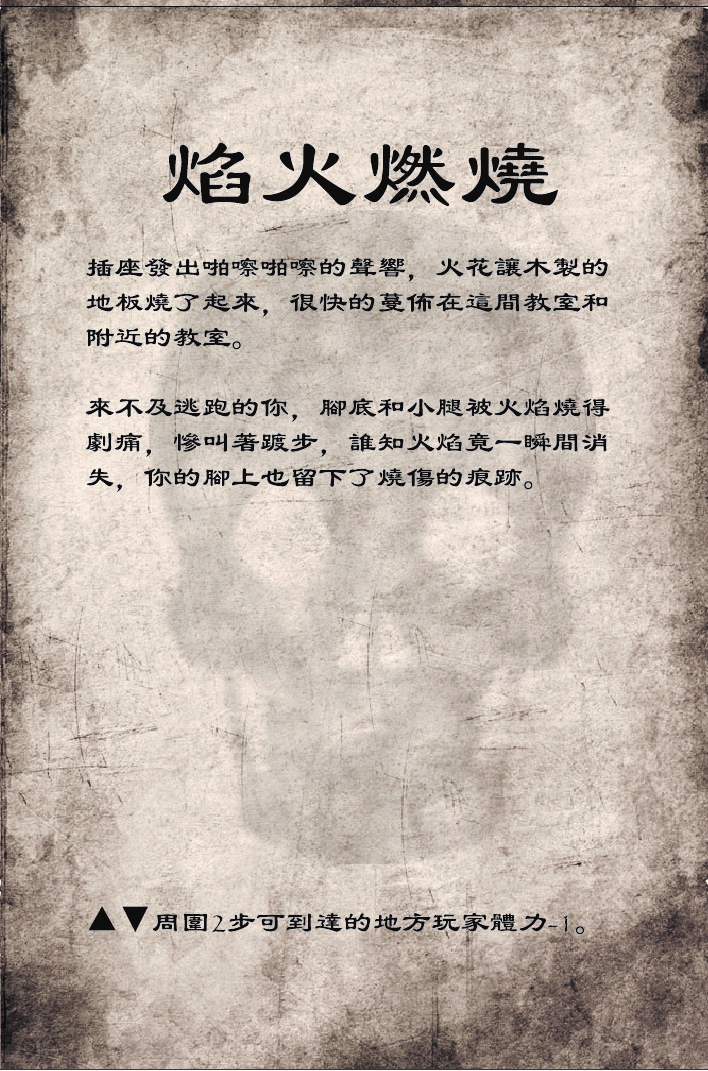 焰火燃燒
插座發出啪嚓啪嚓的聲響，火花讓木製的
地板燒了起來，很快的蔓佈在這間教室和
附近的教室。
來不及逃跑的你，腳底和小腿被火焰燒得
劇痛，慘叫著踱步，誰知火焰竟一瞬間消
失，你的腳上也留下了燒傷的痕跡。
▲▼周圍2步可到達的地方玩家體力-1。